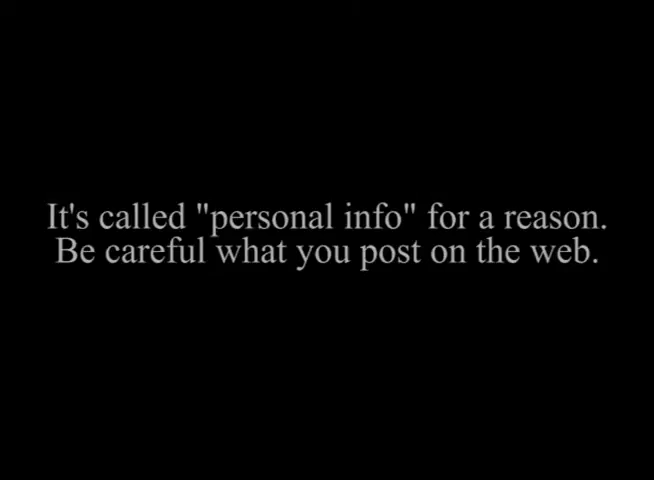 It's called "personal info" for a reason.
Be careful what you post on the web.